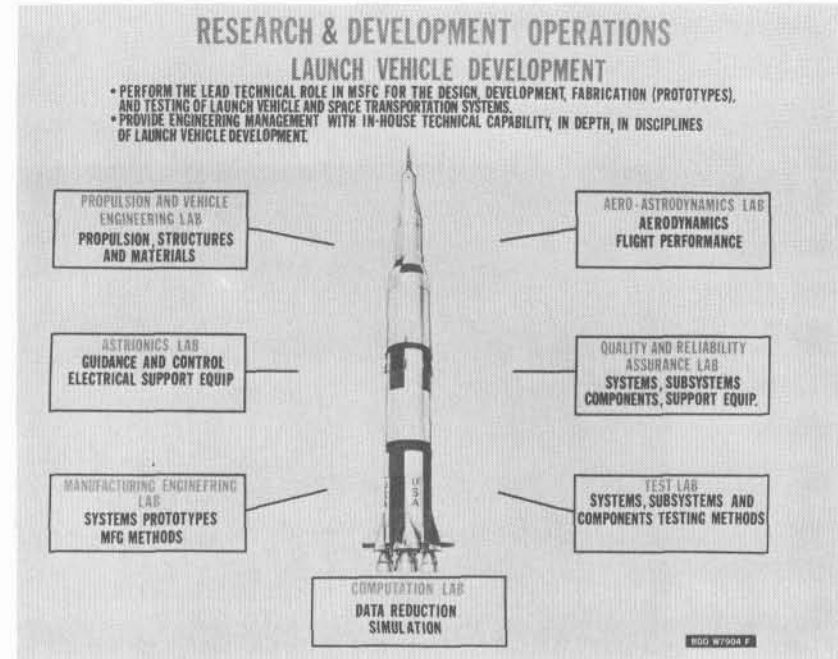 RESEARCH & DEVELOPMENT OPERATIONS
LAUNCH VEHICLE DEVELOPMENT
• PERFORM THE LEAD TECHNICAL ROLE IN MSFC FOR THE DESIGN, DEVELOPMENT, FABRICATION (PROTOTYPES),
AND TESTING OF LAUNCH VEHICLE AND SPACE TRANSPORTATION SYSTEMS.
• PROVIDE ENGINEERING MANAGEMENT WITH IN-HOUSE TECHNICAL CAPABILITY, IN DEPTH, IN DISCIPLINES
OF LAUNCH VEHICLE DEVELOPMENT.
PROPULSION AND VEHICLE
ENGINEERING LAB
PROPULSION, STRUCTURES
AND MATERIALS
AERO-ASTRODYNAMICS LAB
AERODYNAMICS
FLIGHT PERFORMANCE
ASTRIONICS LAB
GUIDANCE AND CONTROL
ELECTRICAL SUPPORT EQUIP
QUALITY AND RELIABILITY
ASSURANCE LAB
SYSTEMS, SUBSYSTEMS
COMPONENTS, SUPPORT EQUIP.
MANUFACTURING ENGINEERING
LAB
SYSTEMS PROTOTYPES
MFG METHODS
USA
TEST LAB
SYSTEMS, SUBSYSTEMS AND
COMPONENTS TESTING METHODS
COMPUTATION LAB
DATA REDUCTION
SIMULATION
RDO W7904 F